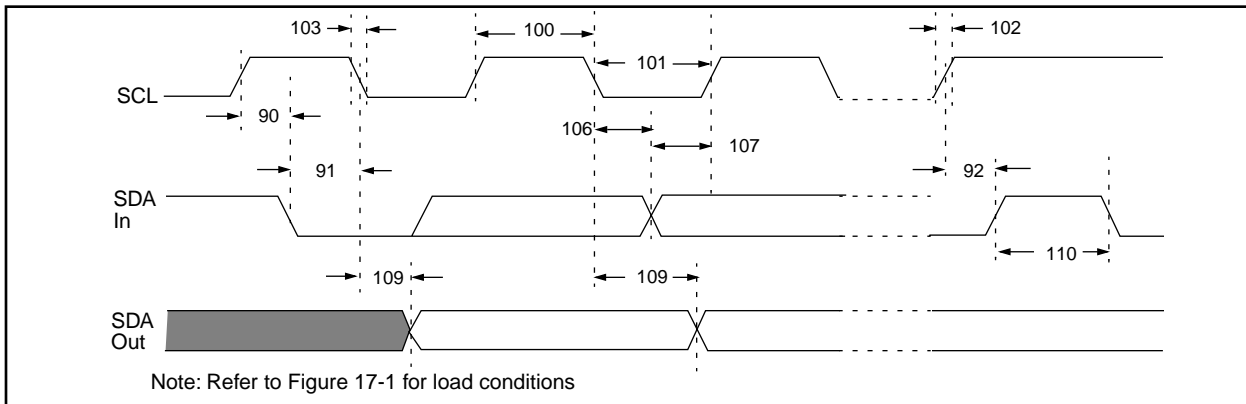 103
100
102
101
SCL
90
106
107
91
92
SDA
In
110
109
109
SDA
Out
Note: Refer to Figure 17-1 for load conditions